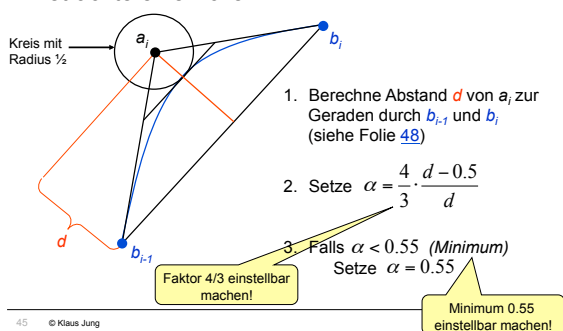 Kreis mit
Radius ½
a_i
b_i
d
b_{i-1}
1. Berechne Abstand d von a_i zur
Geraden durch b_{i-1} und b_i
(siehe Folie 48)
2. Setze α = 4/3 · (d − 0.5)/d
3. Falls α < 0.55 (Minimum)
Setze α = 0.55
Faktor 4/3 einstellbar
machen!
Minimum 0.55
einstellbar machen!
45 © Klaus Jung